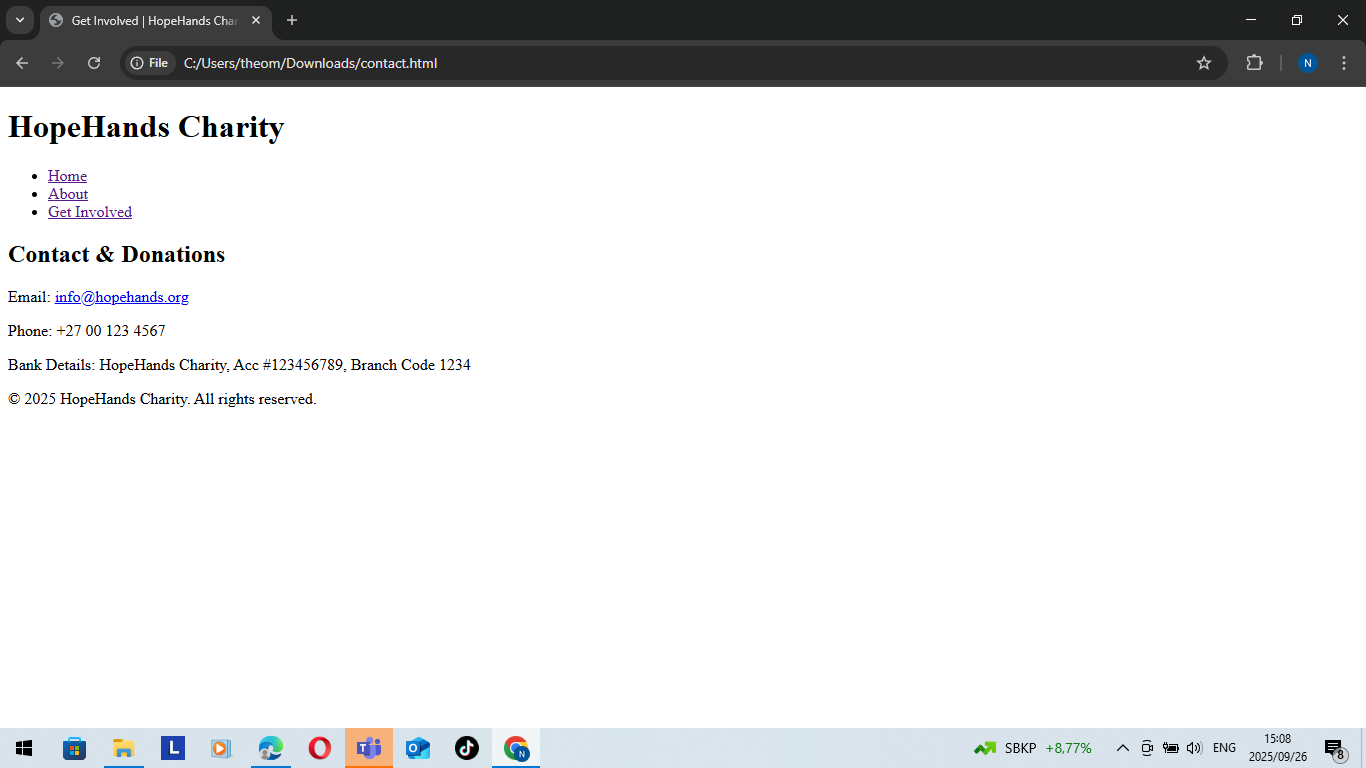 Get Involved | HopeHands Char
File
C:/Users/theom/Downloads/contact.html
N
HopeHands Charity
Home
About
Get Involved
Contact & Donations
Email: info@hopehands.org
Phone: +27 00 123 4567
Bank Details: HopeHands Charity, Acc #123456789, Branch Code 1234
© 2025 HopeHands Charity. All rights reserved.
L
T
O
N
SBKP +8,77%
ENG
15:08
2025/09/26
8